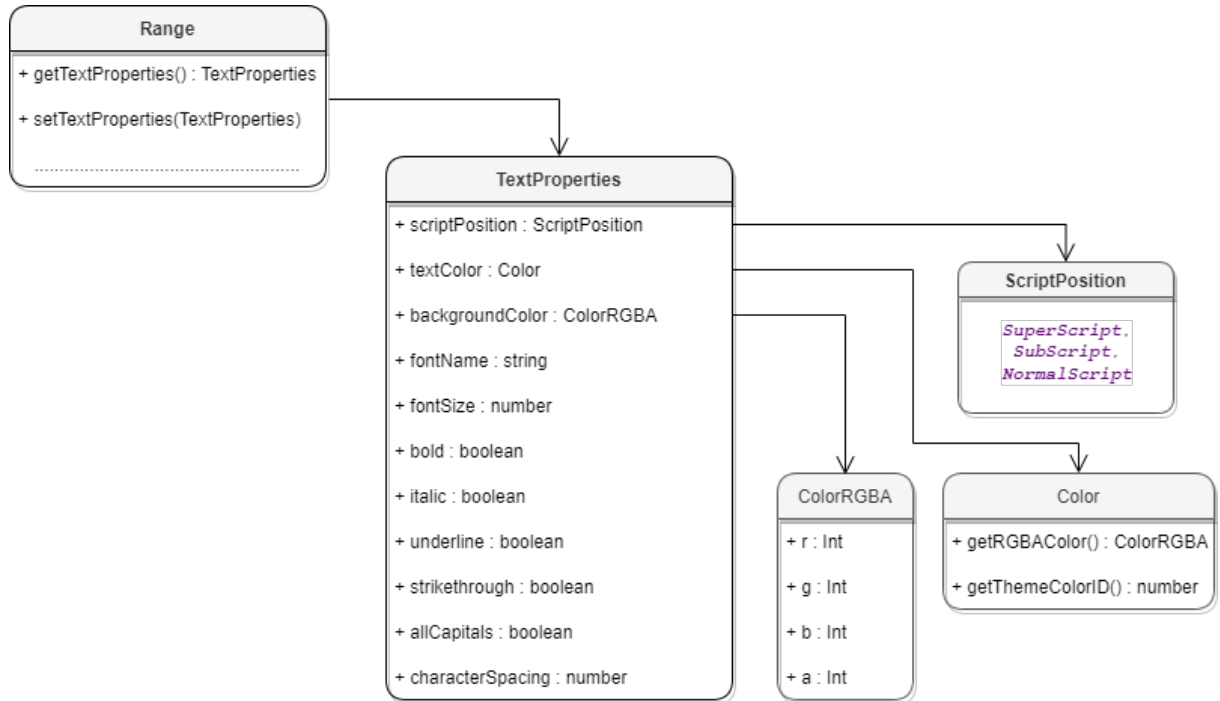 Range
+ getTextProperties() : TextProperties
+ setTextProperties(TextProperties)
TextProperties
+ scriptPosition : ScriptPosition
+ textColor : Color
+ backgroundColor : ColorRGBA
+ fontName : string
+ fontSize : number
+ bold : boolean
+ italic : boolean
+ underline : boolean
+ strikethrough : boolean
+ allCapitals : boolean
+ characterSpacing : number
ScriptPosition
SuperScript,
SubScript,
NormalScript
ColorRGBA
+ r : Int
+ g : Int
+ b : Int
+ a : Int
Color
+ getRGBAColor() : ColorRGBA
+ getThemeColorID() : number